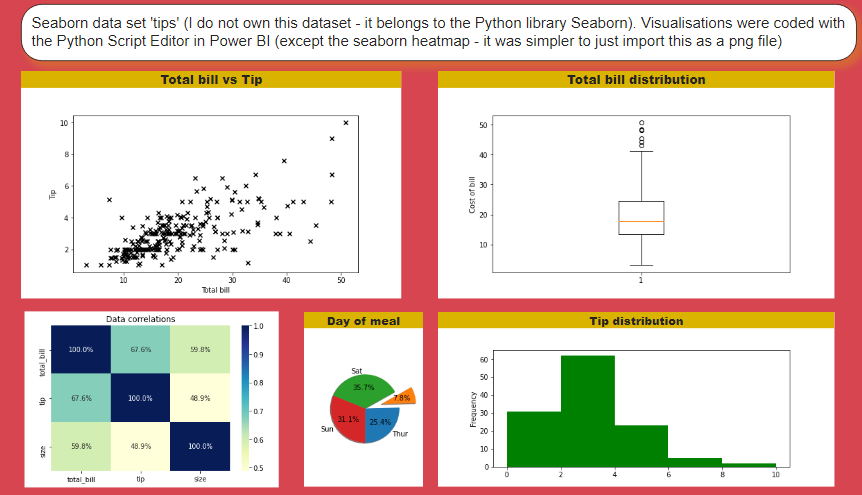 Seaborn data set 'tips' (I do not own this dataset - it belongs to the Python library Seaborn). Visualisations were coded with
the Python Script Editor in Power BI (except the seaborn heatmap - it was simpler to just import this as a png file)
Total bill vs Tip
10
8
6
4
2
Tip
10 20 30 40 50
Total bill
Total bill distribution
50
40
30
20
10
Cost of bill
1
Data correlations
total_bill
tip
size
100.0% 67.6% 59.8%
67.6% 100.0% 48.9%
59.8% 48.9% 100.0%
total_bill tip size
1.0
0.9
0.8
0.7
0.6
0.5
Day of meal
Sat
35.7%
7.8%
31.1% 25.4%
Sun
Thur
Tip distribution
60
50
40
30
20
10
0
Frequency
0 2 4 6 8 10